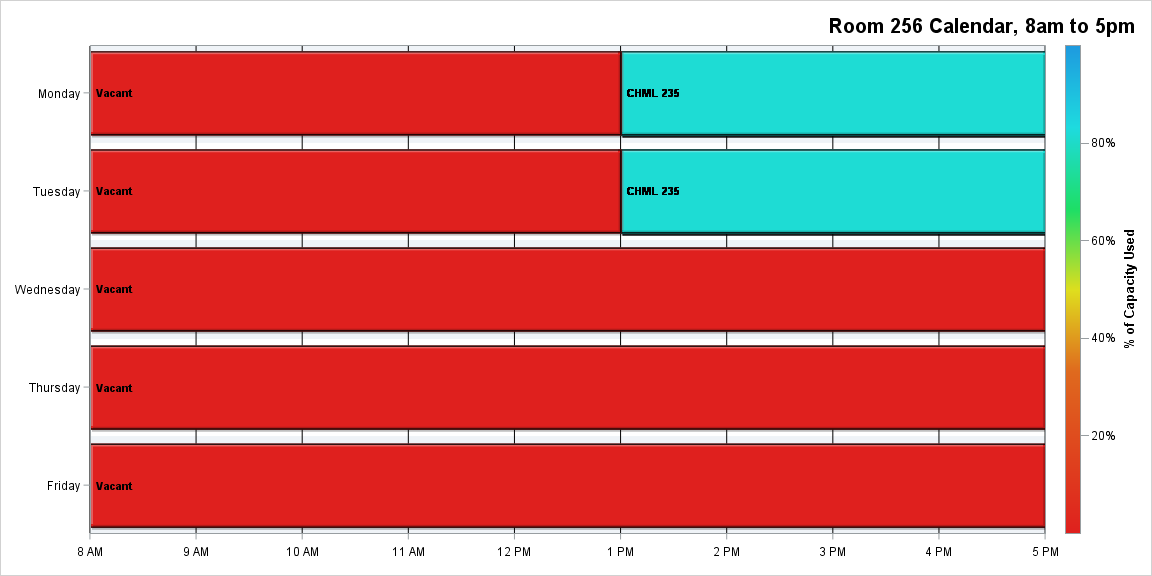 Room 256 Calendar, 8am to 5pm
Monday
Vacant
CHML 235
Tuesday
Vacant
CHML 235
Wednesday
Vacant
Thursday
Vacant
Friday
Vacant
8 AM
9 AM
10 AM
11 AM
12 PM
1 PM
2 PM
3 PM
4 PM
5 PM
80%
60%
40%
20%
% of Capacity Used